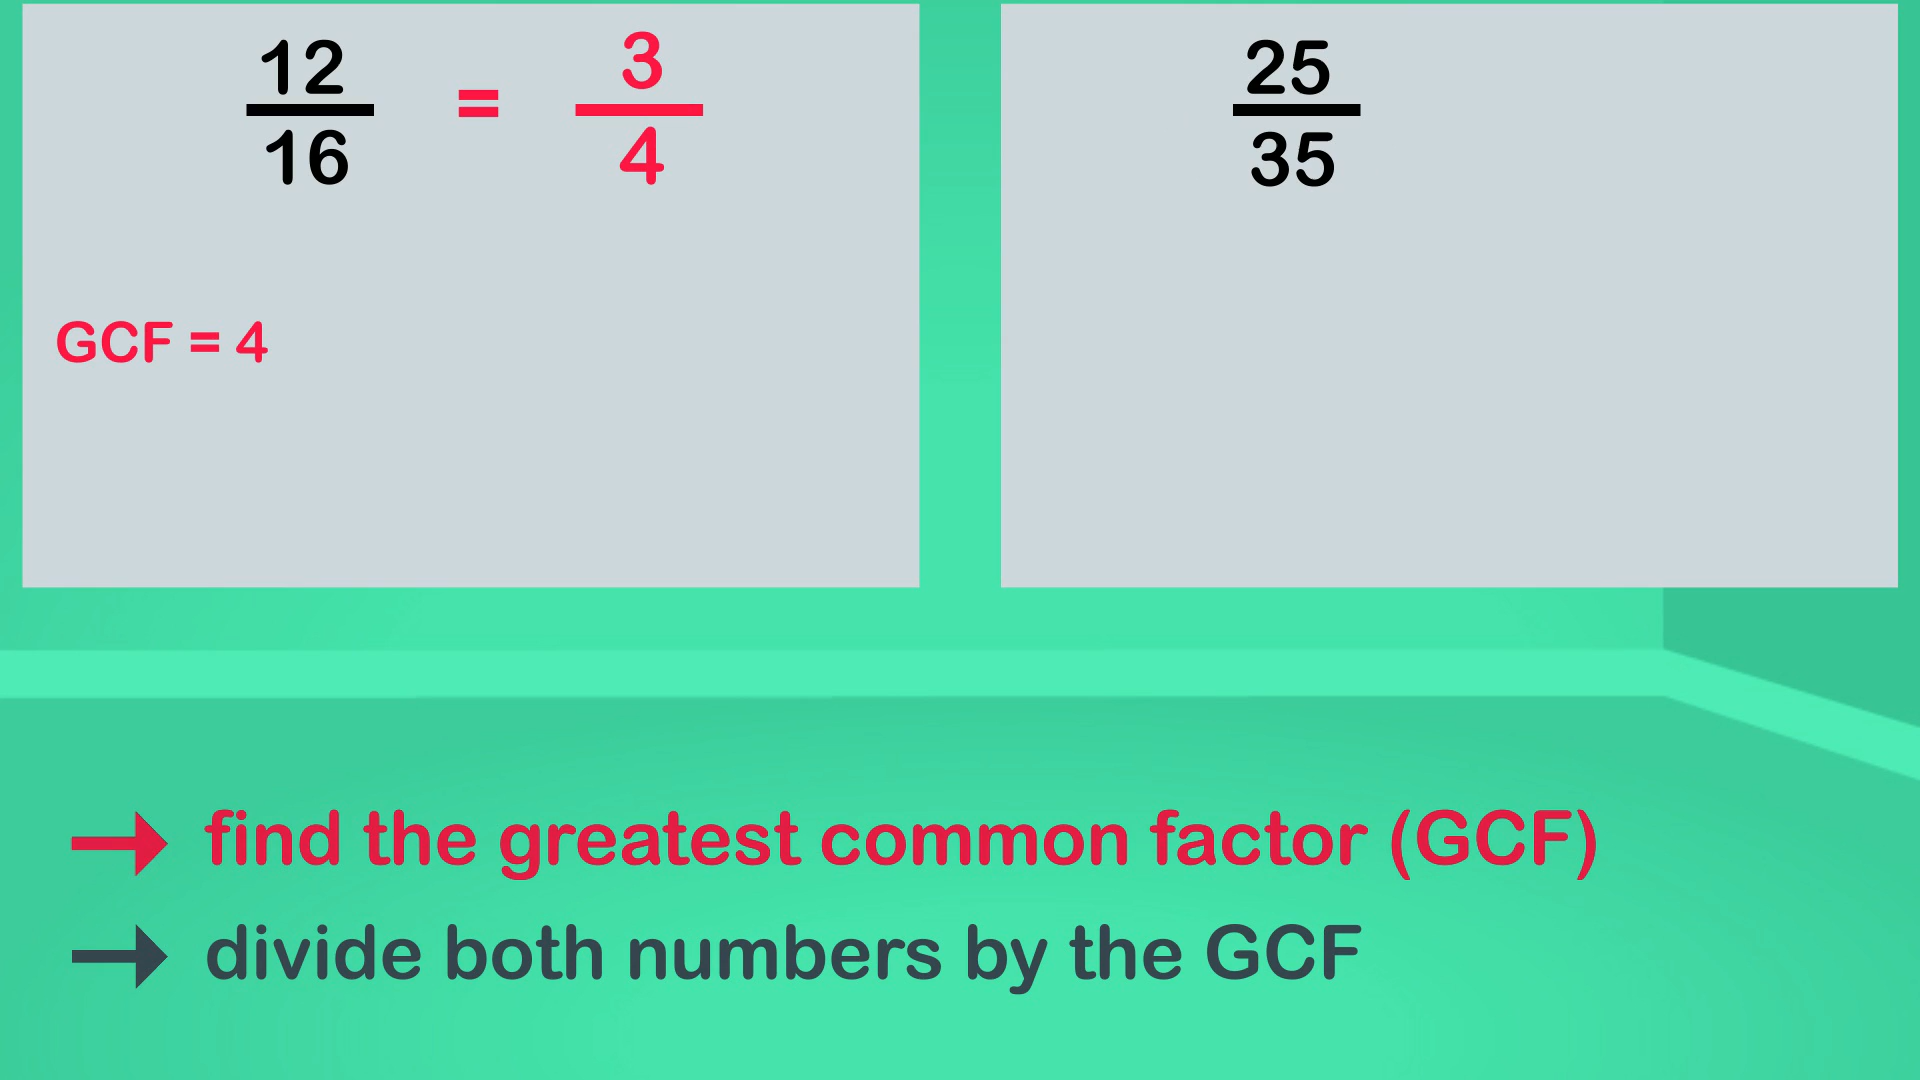 12
16
=
3
4
GCF = 4
25
35
find the greatest common factor (GCF)
divide both numbers by the GCF